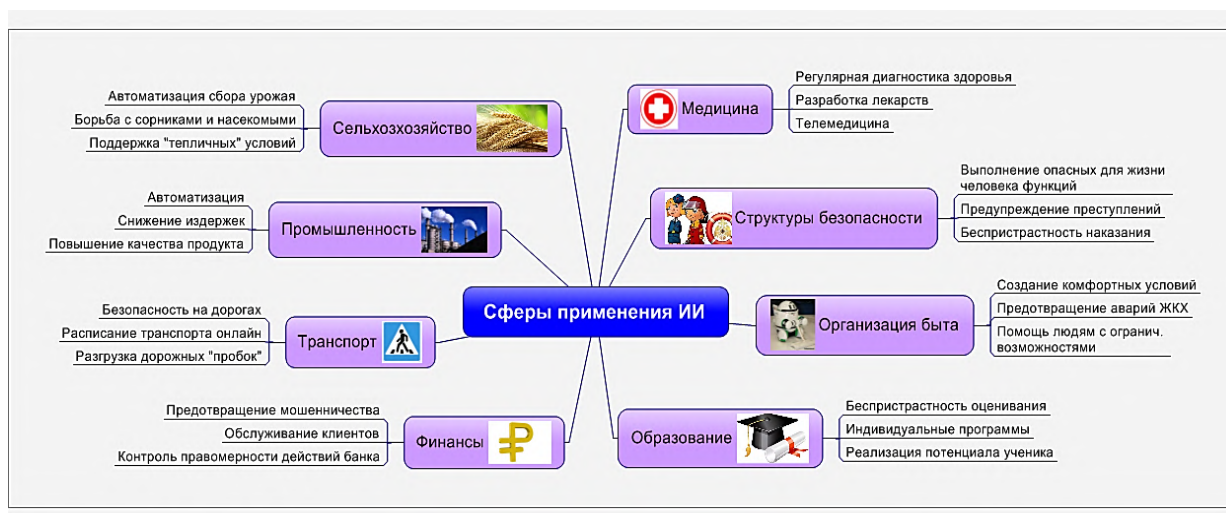 Сферы применения ИИ
Сельхозхозяйство
Автоматизация сбора урожая
Борьба с сорниками и насекомыми
Поддержка "тепличных" условий
Промышленность
Автоматизация
Снижение издержек
Повышение качества продукта
Транспорт
Безопасность на дорогах
Расписание транспорта онлайн
Разгрузка дорожных "пробок"
Финансы
Предотвращение мошенничества
Обслуживание клиентов
Контроль правомерности действий банка
Медицина
Регулярная диагностика здоровья
Разработка лекарств
Телемедицина
Структуры безопасности
Выполнение опасных для жизни
человека функций
Предупреждение преступлений
Беспристрастность наказания
Организация быта
Создание комфортных условий
Предотвращение аварий ЖКХ
Помощь людям с огранич.
возможностями
Образование
Беспристрастность оценивания
Индивидуальные программы
Реализация потенциала ученика